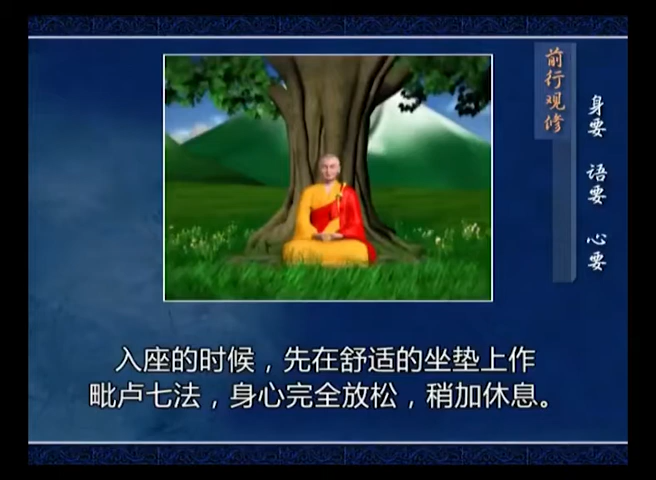 前行观修
身要 语要 心要
入座的时候，先在舒适的坐垫上作
毗卢七法，身心完全放松，稍加休息。